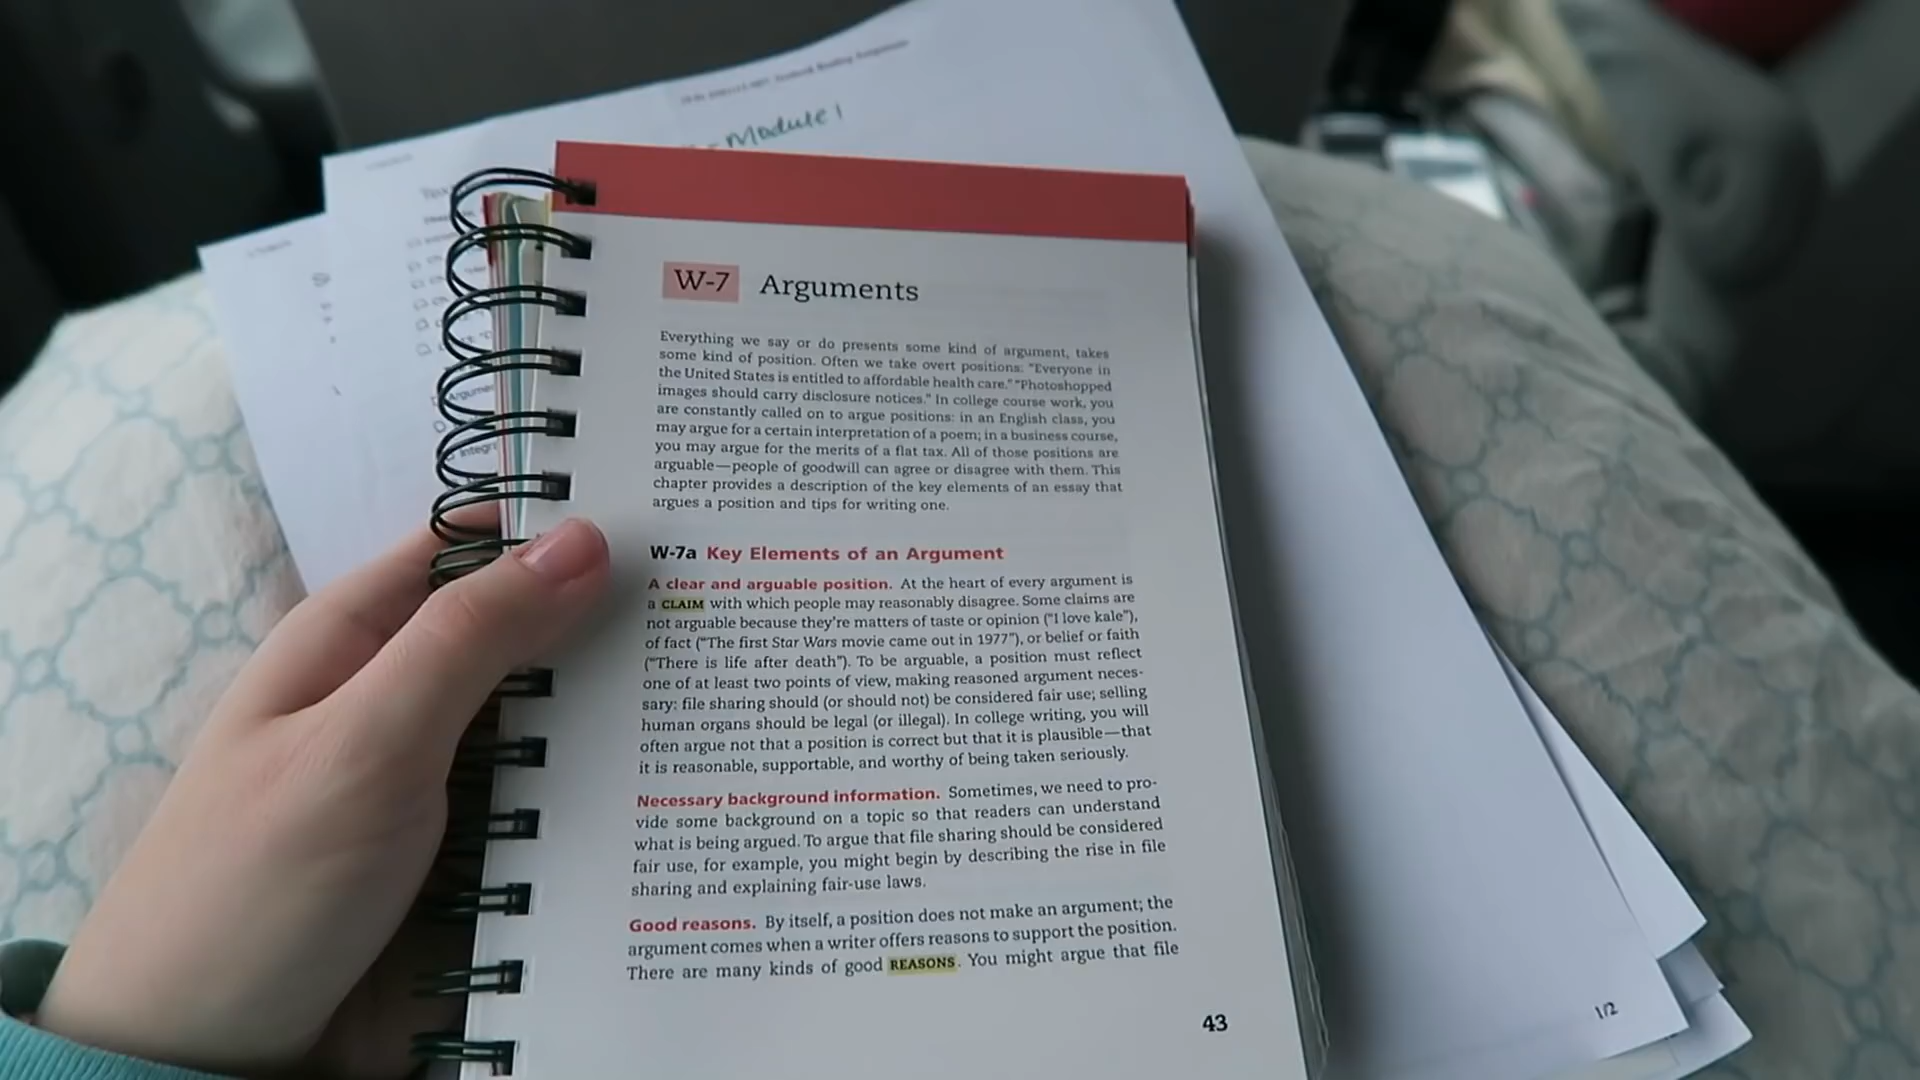 - Module 1
W-7 Arguments
Everything we say or do presents some kind of argument, takes
some kind of position. Often we take overt positions: “Everyone in
the United States is entitled to affordable health care.” “Photoshopped
images should carry disclosure notices.” In college course work, you
are constantly called on to argue positions: in an English class, you
may argue for a certain interpretation of a poem; in a business course,
you may argue for the merits of a flat tax. All of those positions are
arguable—people of goodwill can agree or disagree with them. This
chapter provides a description of the key elements of an essay that
argues a position and tips for writing one.
W-7a Key Elements of an Argument
A clear and arguable position. At the heart of every argument is
a CLAIM with which people may reasonably disagree. Some claims are
not arguable because they’re matters of taste or opinion (“I love kale”),
of fact (“The first Star Wars movie came out in 1977”), or belief or faith
(“There is life after death”). To be arguable, a position must reflect
one of at least two points of view, making reasoned argument neces-
sary: file sharing should (or should not) be considered fair use; selling
human organs should be legal (or illegal). In college writing, you will
often argue not that a position is correct but that it is plausible—that
it is reasonable, supportable, and worthy of being taken seriously.
Necessary background information. Sometimes, we need to pro-
vide some background on a topic so that readers can understand
what is being argued. To argue that file sharing should be considered
fair use, for example, you might begin by describing the rise in file
sharing and explaining fair-use laws.
Good reasons. By itself, a position does not make an argument; the
argument comes when a writer offers reasons to support the position.
There are many kinds of good REASONS. You might argue that file
43
1/2